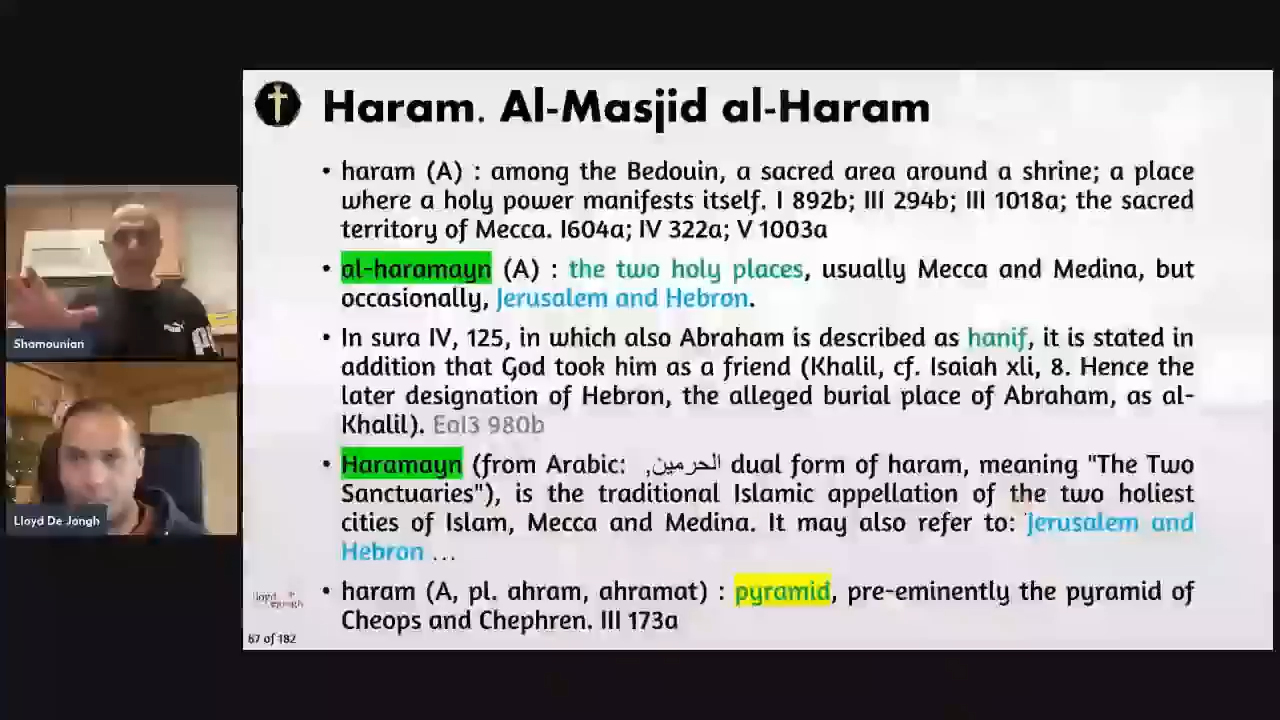 Haram. Al-Masjid al-Haram
• haram (A) : among the Bedouin, a sacred area around a shrine; a place
where a holy power manifests itself. I 892b; III 294b; III 1018a; the sacred
territory of Mecca. I604a; IV 322a; V 1003a
• al-haramayn (A) : the two holy places, usually Mecca and Medina, but
occasionally, Jerusalem and Hebron.
• In sura IV, 125, in which also Abraham is described as hanif, it is stated in
addition that God took him as a friend (Khalil, cf. Isaiah xli, 8. Hence the
later designation of Hebron, the alleged burial place of Abraham, as al-
Khalil). EaI3 980b
• Haramayn (from Arabic: الحرمين, dual form of haram, meaning "The Two
Sanctuaries"), is the traditional Islamic appellation of the two holiest
cities of Islam, Mecca and Medina. It may also refer to: Jerusalem and
Hebron ...
• haram (A, pl. ahram, ahramat) : pyramid, pre-eminently the pyramid of
Cheops and Chephren. III 173a
67 of 182
Shamounian
Lloyd De Jongh